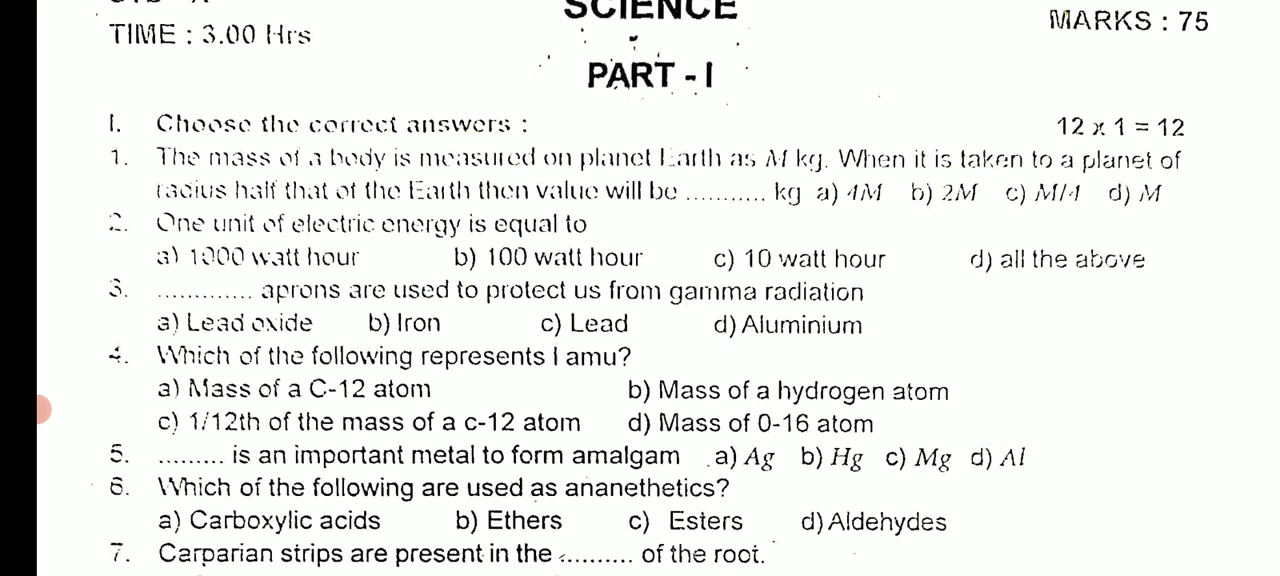 SCIENCE
TIME : 3.00 Hrs
MARKS : 75
PART - I
I. Choose the correct answers : 12 x 1 = 12
1. The mass of a body is measured on planet Earth as M kg. When it is taken to a planet of
radius half that of the Earth then value will be ........... kg a) 4M b) 2M c) M/4 d) M
2. One unit of electric energy is equal to
a) 1000 watt hour b) 100 watt hour c) 10 watt hour d) all the above
3. ............. aprons are used to protect us from gamma radiation
a) Lead oxide b) Iron c) Lead d) Aluminium
4. Which of the following represents I amu?
a) Mass of a C-12 atom b) Mass of a hydrogen atom
c) 1/12th of the mass of a c-12 atom d) Mass of 0-16 atom
5. ......... is an important metal to form amalgam a) Ag b) Hg c) Mg d) Al
6. Which of the following are used as ananethetics?
a) Carboxylic acids b) Ethers c) Esters d) Aldehydes
7. Carparian strips are present in the .......... of the root.